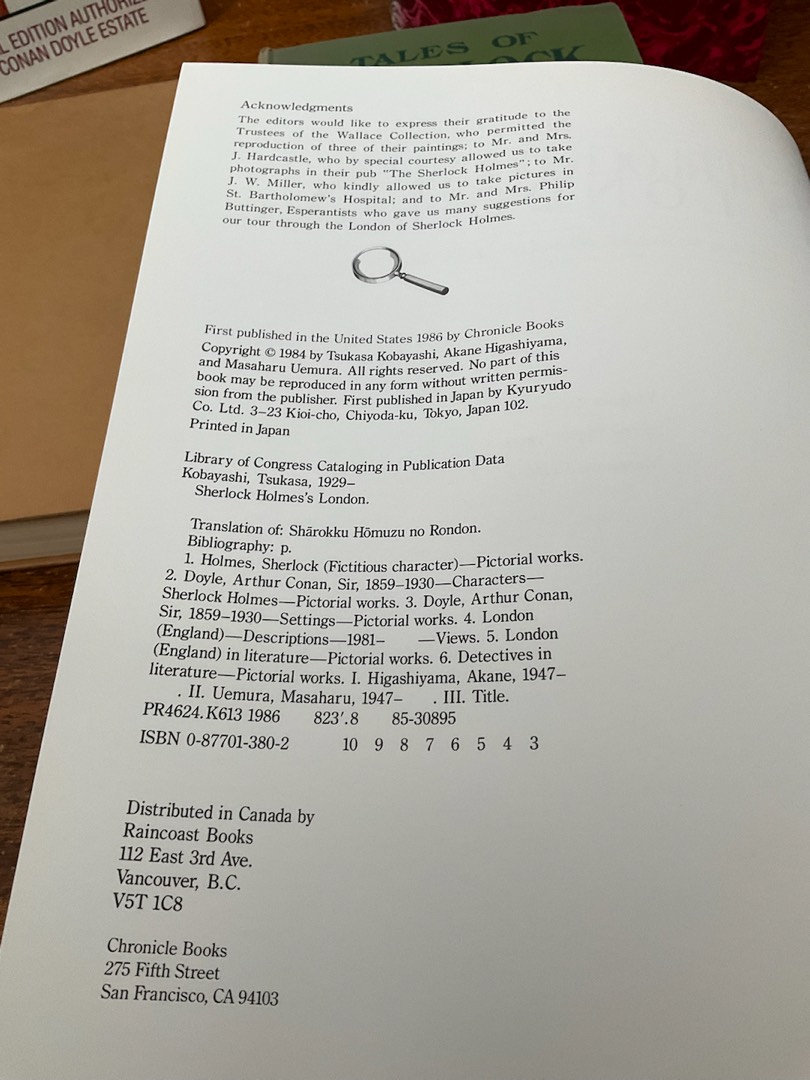 L EDITION AUTHORIZ
CONAN DOYLE ESTATE
TALES OF
Acknowledgments
The editors would like to express their gratitude to the
Trustees of the Wallace Collection, who permitted the
reproduction of three of their paintings; to Mr. and Mrs.
J. Hardcastle, who by special courtesy allowed us to take
photographs in their pub "The Sherlock Holmes"; to Mr.
J. W. Miller, who kindly allowed us to take pictures in
St. Bartholomew's Hospital; and to Mr. and Mrs. Philip
Buttinger, Esperantists who gave us many suggestions for
our tour through the London of Sherlock Holmes.
First published in the United States 1986 by Chronicle Books
Copyright © 1984 by Tsukasa Kobayashi, Akane Higashiyama,
and Masaharu Uemura. All rights reserved. No part of this
book may be reproduced in any form without written permis-
sion from the publisher. First published in Japan by Kyuryudo
Co. Ltd. 3–23 Kioi-cho, Chiyoda-ku, Tokyo, Japan 102.
Printed in Japan
Library of Congress Cataloging in Publication Data
Kobayashi, Tsukasa, 1929–
Sherlock Holmes's London.
Translation of: Shārokku Hōmuzu no Rondon.
Bibliography: p.
1. Holmes, Sherlock (Fictitious character)—Pictorial works.
2. Doyle, Arthur Conan, Sir, 1859–1930—Characters—
Sherlock Holmes—Pictorial works. 3. Doyle, Arthur Conan,
Sir, 1859–1930—Settings—Pictorial works. 4. London
(England)—Descriptions—1981– —Views. 5. London
(England) in literature—Pictorial works. 6. Detectives in
literature—Pictorial works. I. Higashiyama, Akane, 1947–
. II. Uemura, Masaharu, 1947– . III. Title.
PR4624.K613 1986 823′.8 85-30895
ISBN 0-87701-380-2 10 9 8 7 6 5 4 3
Distributed in Canada by
Raincoast Books
112 East 3rd Ave.
Vancouver, B.C.
V5T 1C8
Chronicle Books
275 Fifth Street
San Francisco, CA 94103